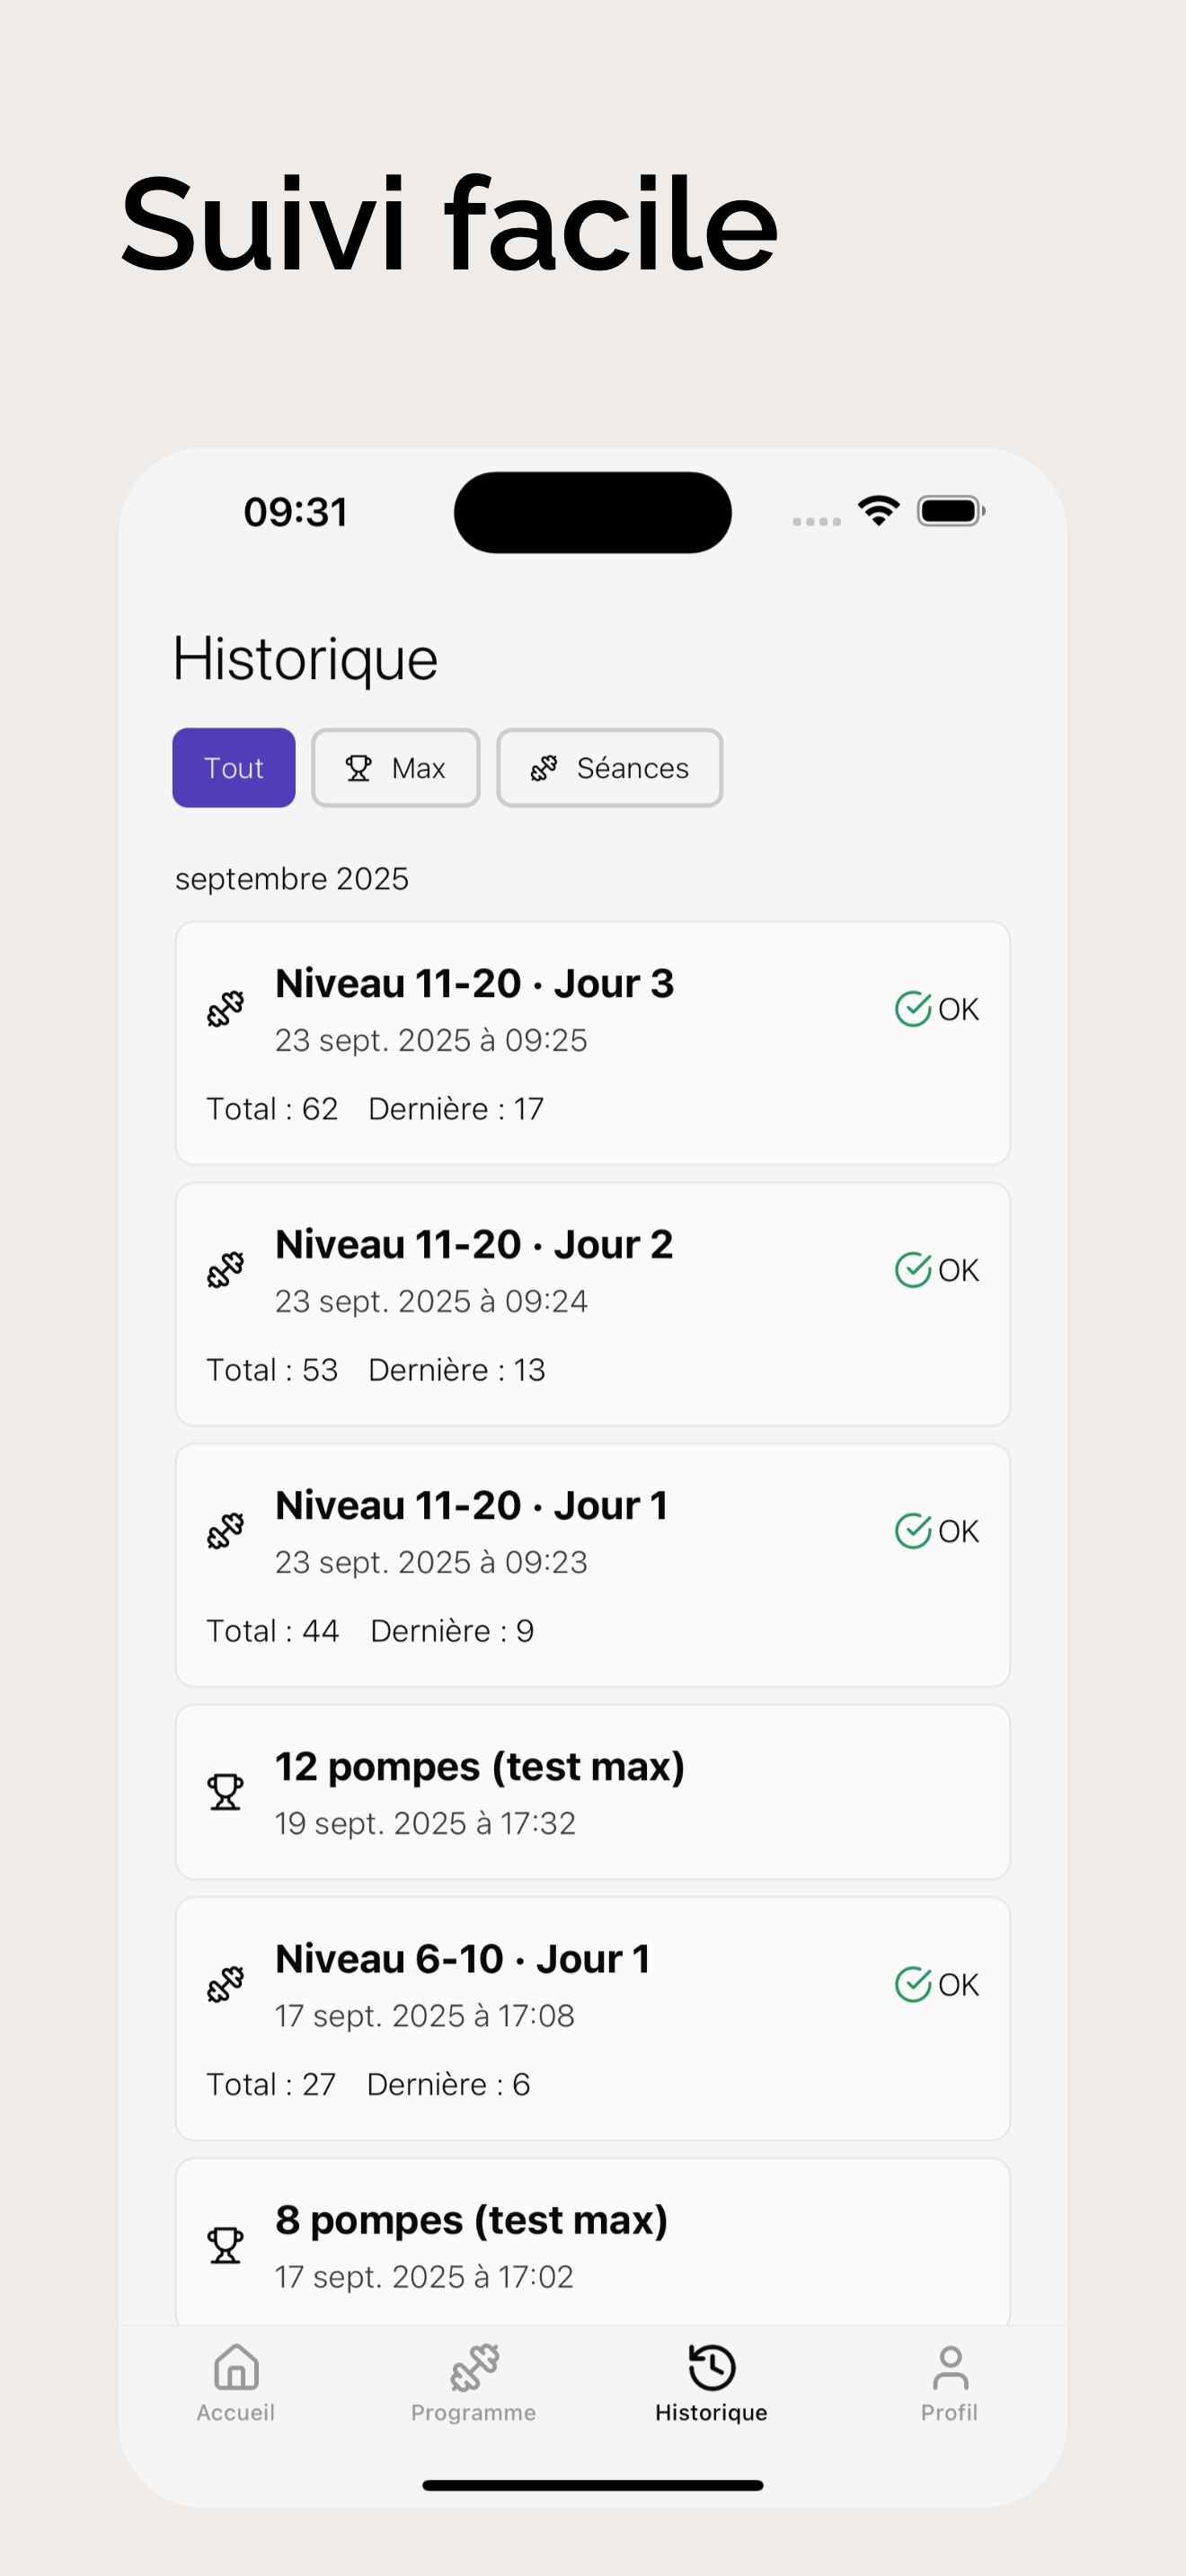 Suivi facile
09:31
Historique
Tout
Max
Séances
septembre 2025
Niveau 11-20 · Jour 3
23 sept. 2025 à 09:25
OK
Total : 62 Dernière : 17
Niveau 11-20 · Jour 2
23 sept. 2025 à 09:24
OK
Total : 53 Dernière : 13
Niveau 11-20 · Jour 1
23 sept. 2025 à 09:23
OK
Total : 44 Dernière : 9
12 pompes (test max)
19 sept. 2025 à 17:32
Niveau 6-10 · Jour 1
17 sept. 2025 à 17:08
OK
Total : 27 Dernière : 6
8 pompes (test max)
17 sept. 2025 à 17:02
Accueil
Programme
Historique
Profil